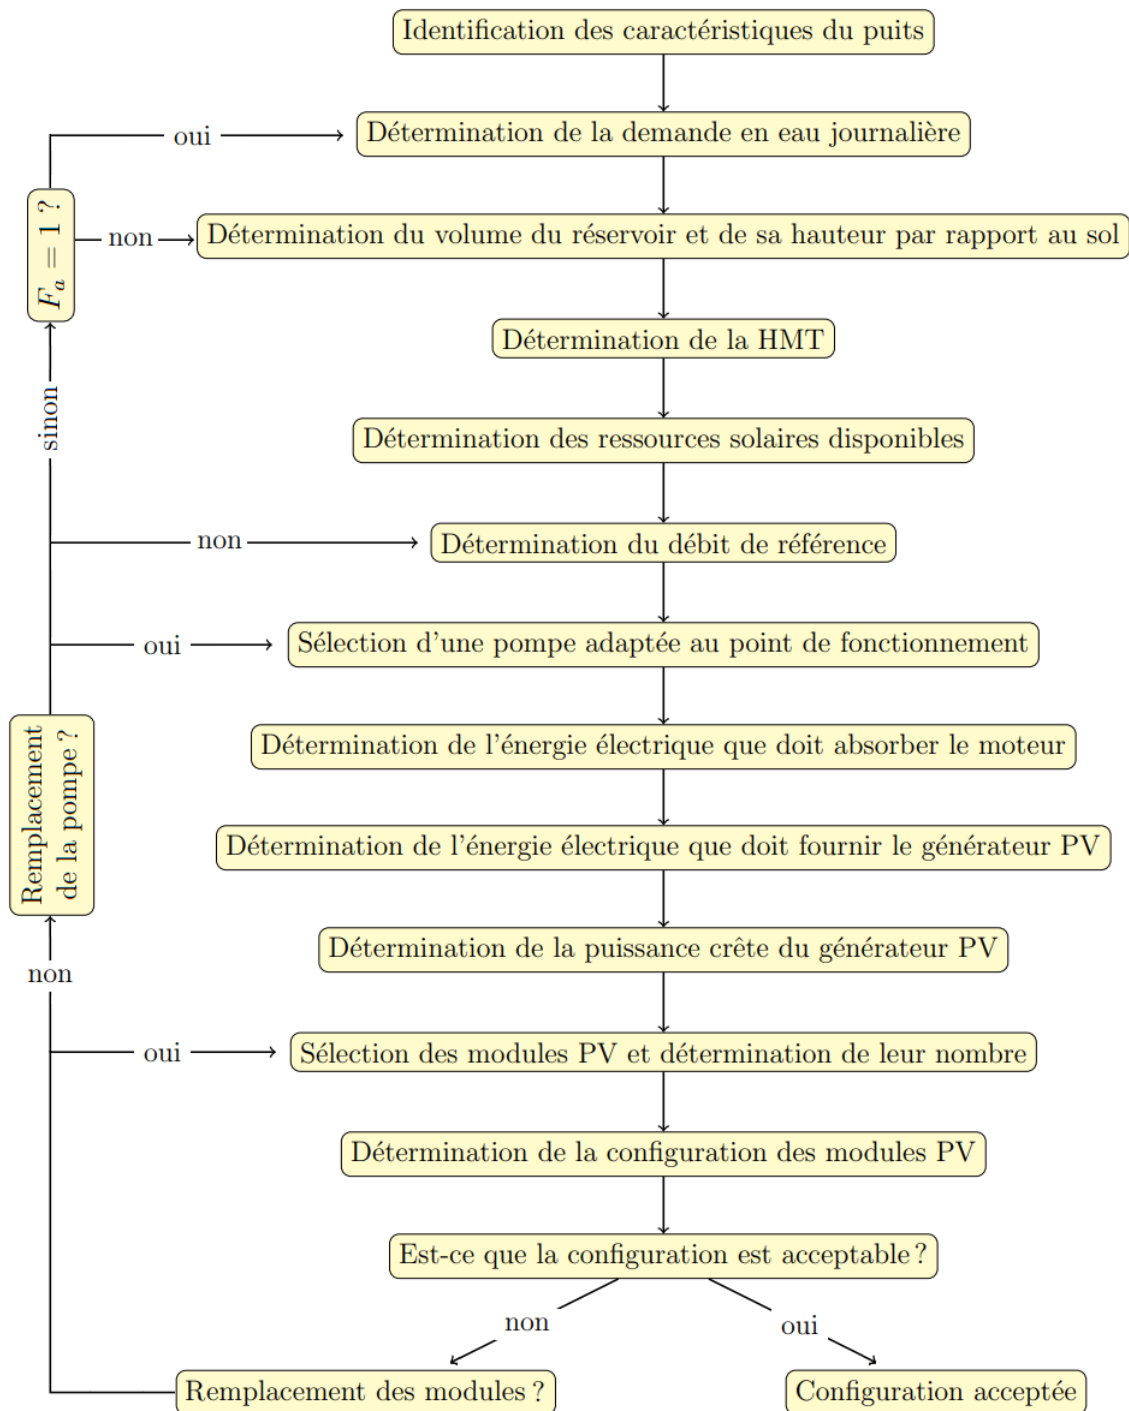 Identification des caractéristiques du puits
oui
Détermination de la demande en eau journalière
F_a = 1 ?
non
Détermination du volume du réservoir et de sa hauteur par rapport au sol
Détermination de la HMT
sinon
Détermination des ressources solaires disponibles
non
Détermination du débit de référence
oui
Sélection d'une pompe adaptée au point de fonctionnement
Remplacement
de la pompe ?
Détermination de l'énergie électrique que doit absorber le moteur
Détermination de l'énergie électrique que doit fournir le générateur PV
Détermination de la puissance crête du générateur PV
non
oui
Sélection des modules PV et détermination de leur nombre
Détermination de la configuration des modules PV
Est-ce que la configuration est acceptable ?
non
oui
Remplacement des modules ?
Configuration acceptée